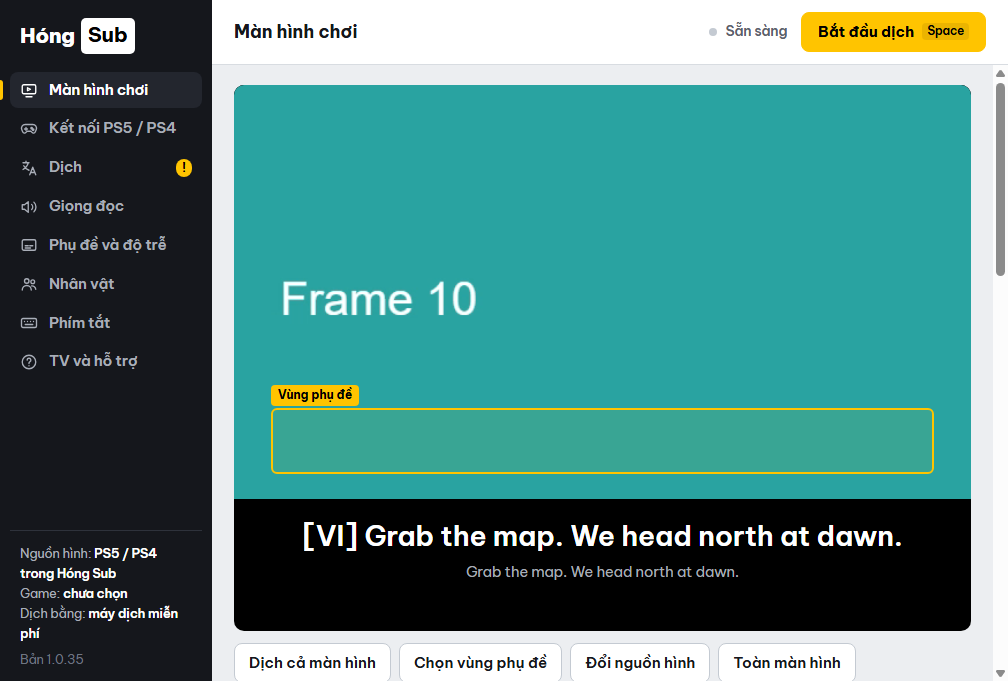 Hóng Sub
Màn hình chơi
Kết nối PS5 / PS4
Dịch
!
Giọng đọc
Phụ đề và độ trễ
Nhân vật
Phím tắt
TV và hỗ trợ
Nguồn hình: PS5 / PS4
trong Hóng Sub
Game: chưa chọn
Dịch bằng: máy dịch miễn
phí
Bản 1.0.35
Màn hình chơi
Sẵn sàng
Bắt đầu dịch Space
Frame 10
Vùng phụ đề
[VI] Grab the map. We head north at dawn.
Grab the map. We head north at dawn.
Dịch cả màn hình
Chọn vùng phụ đề
Đổi nguồn hình
Toàn màn hình